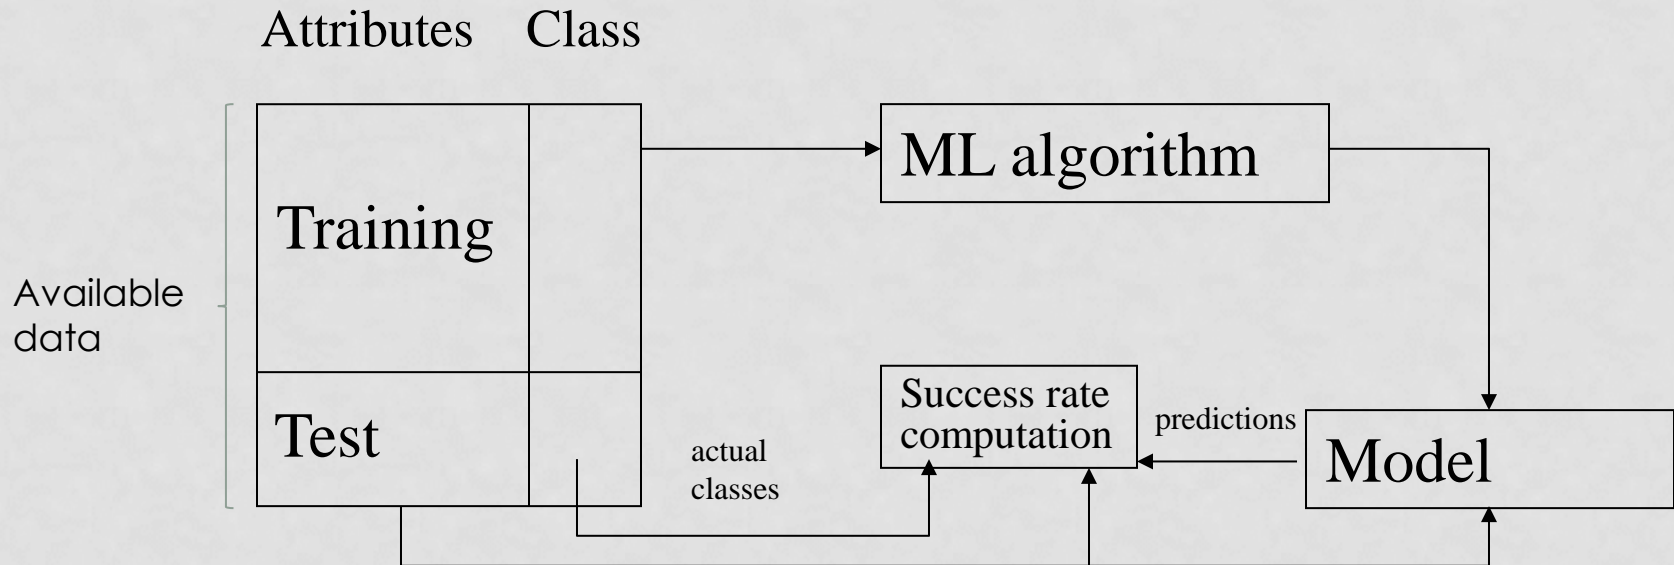 Attributes Class
ML algorithm
Training
Available
data
Success rate
computation
predictions
Test
actual
classes
Model